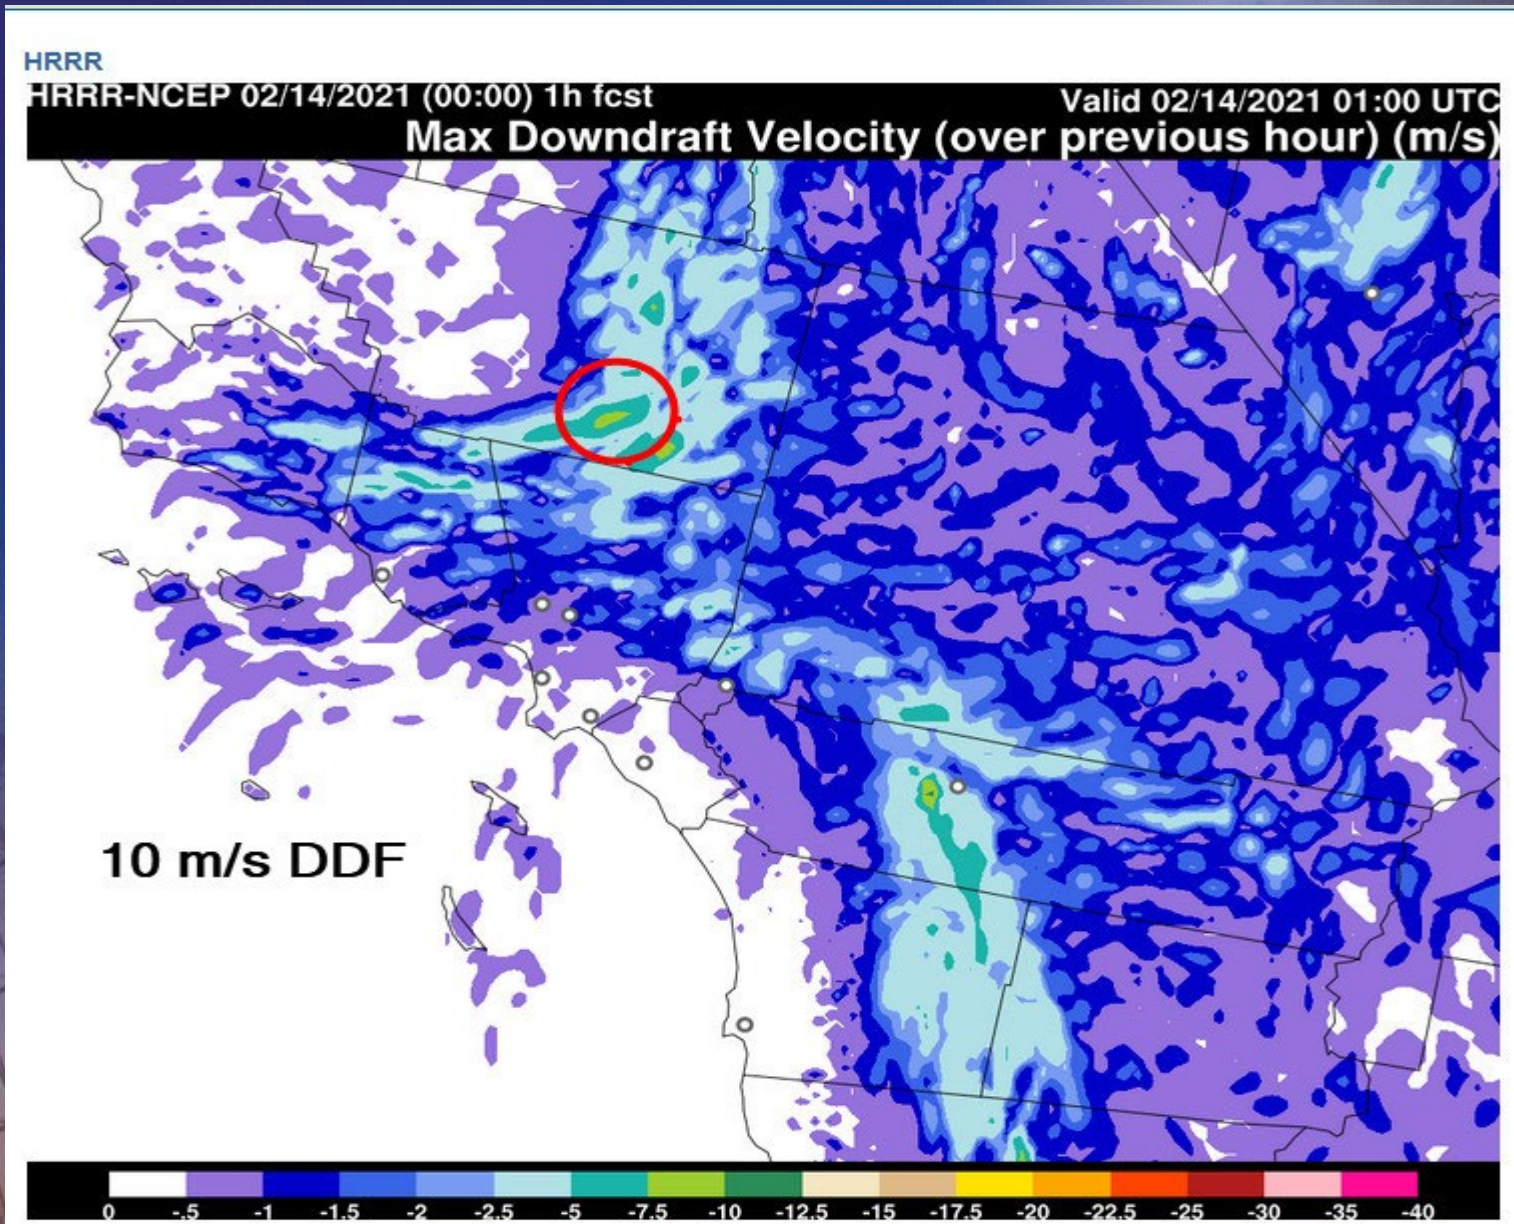 HRRR
HRRR-NCEP 02/14/2021 (00:00) 1h fcst
Valid 02/14/2021 01:00 UTC
Max Downdraft Velocity (over previous hour) (m/s)
10 m/s DDF
0 -.5 -1 -1.5 -2 -2.5 -5 -7.5 -10 -12.5 -15 -17.5 -20 -22.5 -25 -30 -35 -40